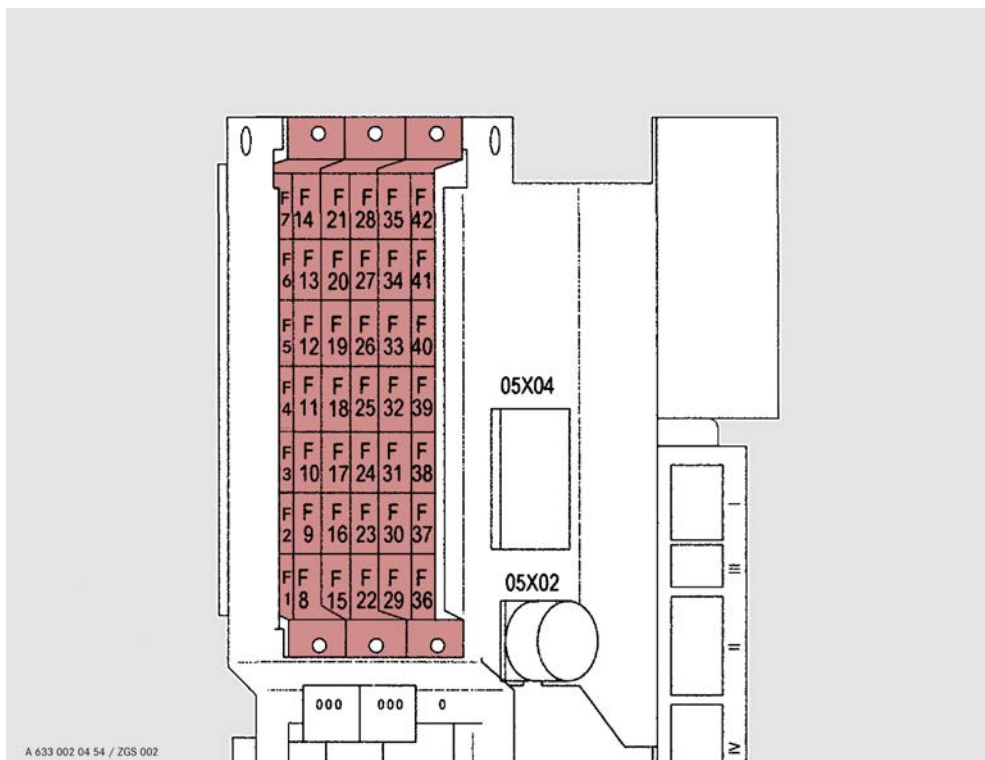 F 7 F 14 F 21 F 28 F 35 F 42
F 6 F 13 F 20 F 27 F 34 F 41
F 5 F 12 F 19 F 26 F 33 F 40
F 4 F 11 F 18 F 25 F 32 F 39
F 3 F 10 F 17 F 24 F 31 F 38
F 2 F 9 F 16 F 23 F 30 F 37
F 1 F 8 F 15 F 22 F 29 F 36
05X04
05X02
I
III
II
IV
000 000 0
A 633 002 04 54 / ZGS 002